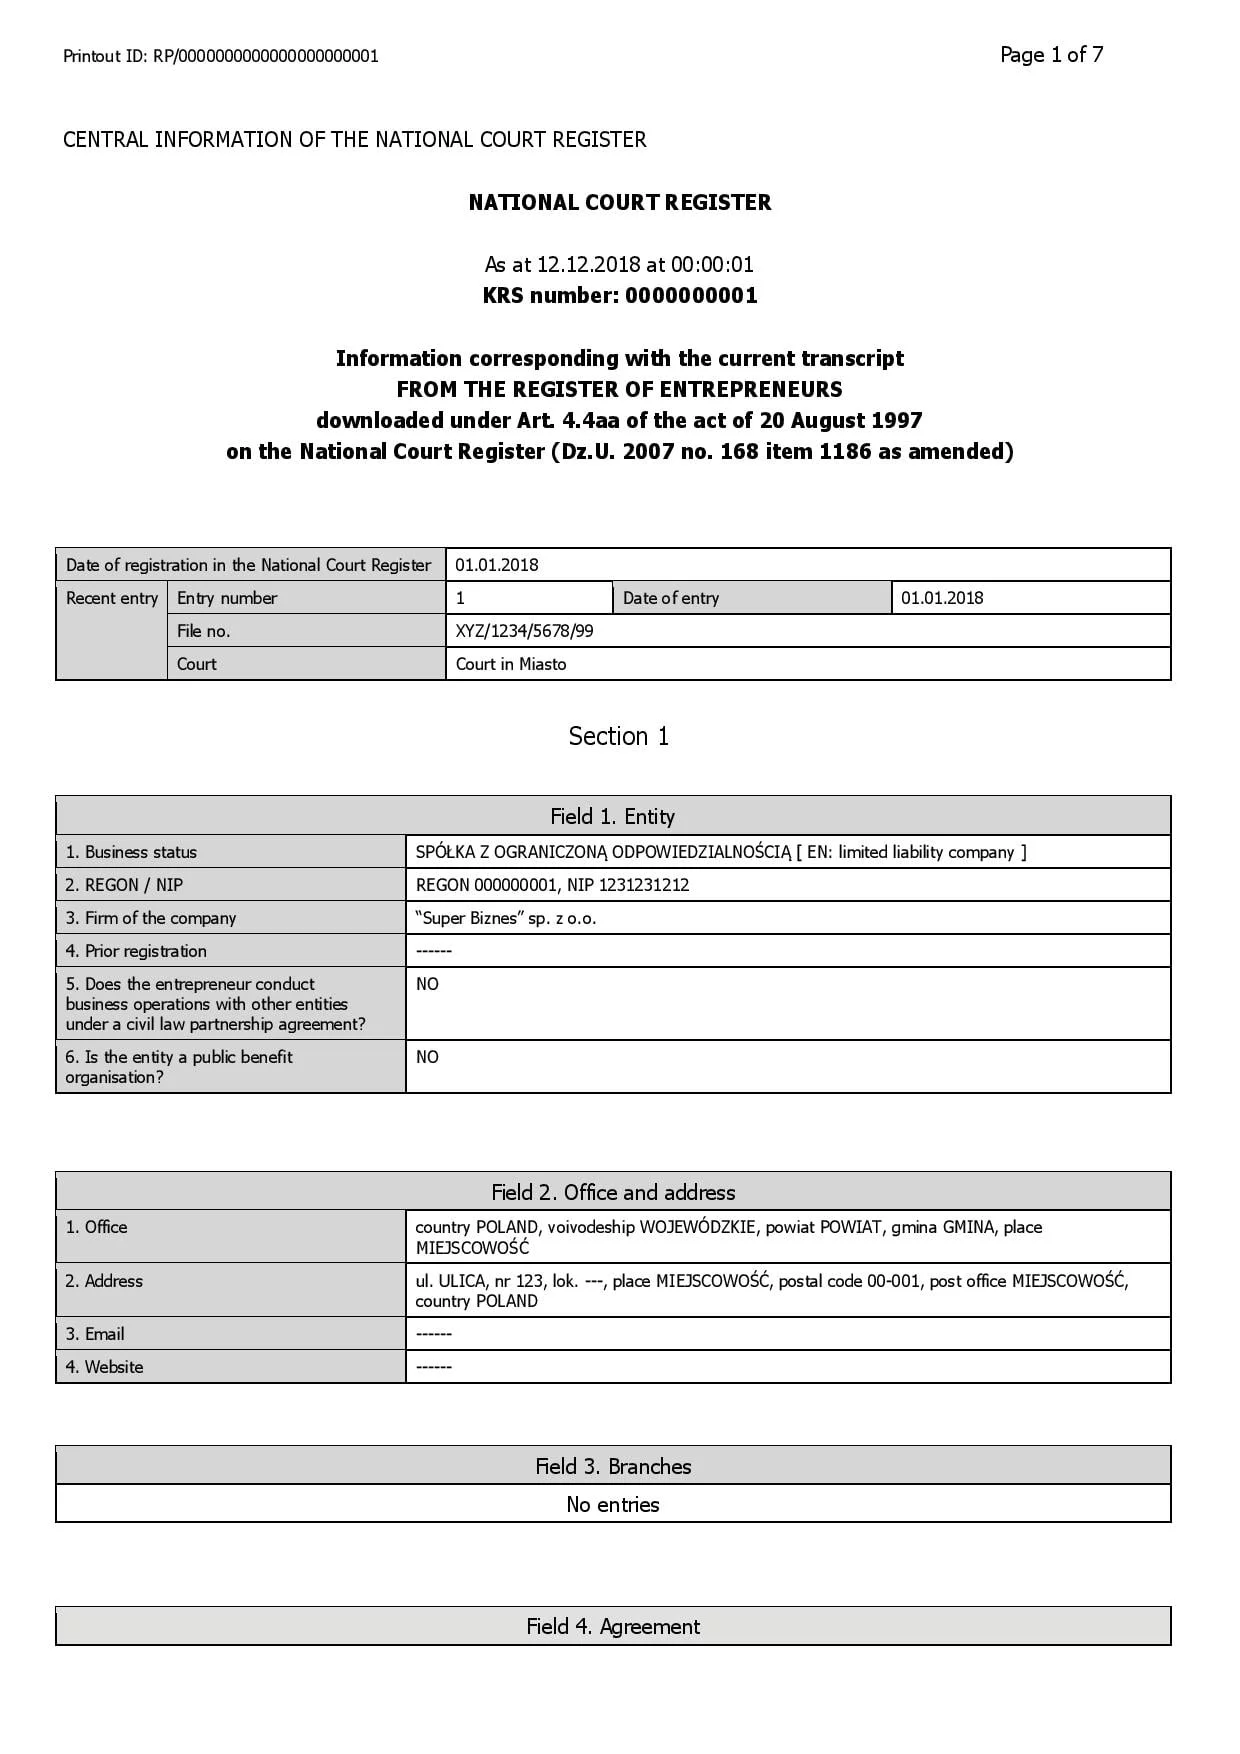 Printout ID: RP/0000000000000000000001
Page 1 of 7
CENTRAL INFORMATION OF THE NATIONAL COURT REGISTER
NATIONAL COURT REGISTER
As at 12.12.2018 at 00:00:01
KRS number: 0000000001
Information corresponding with the current transcript
FROM THE REGISTER OF ENTREPRENEURS
downloaded under Art. 4.4aa of the act of 20 August 1997
on the National Court Register (Dz.U. 2007 no. 168 item 1186 as amended)
Date of registration in the National Court Register 01.01.2018
Recent entry Entry number 1 Date of entry 01.01.2018
File no. XYZ/1234/5678/99
Court Court in Miasto
Section 1
Field 1. Entity
1. Business status SPÓŁKA Z OGRANICZONĄ ODPOWIEDZIALNOŚCIĄ [ EN: limited liability company ]
2. REGON / NIP REGON 000000001, NIP 1231231212
3. Firm of the company “Super Biznes” sp. z o.o.
4. Prior registration ------
5. Does the entrepreneur conduct NO
business operations with other entities
under a civil law partnership agreement?
6. Is the entity a public benefit NO
organisation?
Field 2. Office and address
1. Office country POLAND, voivodeship WOJEWÓDZKIE, powiat POWIAT, gmina GMINA, place
MIEJSCOWOŚĆ
2. Address ul. ULICA, nr 123, lok. ---, place MIEJSCOWOŚĆ, postal code 00-001, post office MIEJSCOWOŚĆ,
country POLAND
3. Email ------
4. Website ------
Field 3. Branches
No entries
Field 4. Agreement